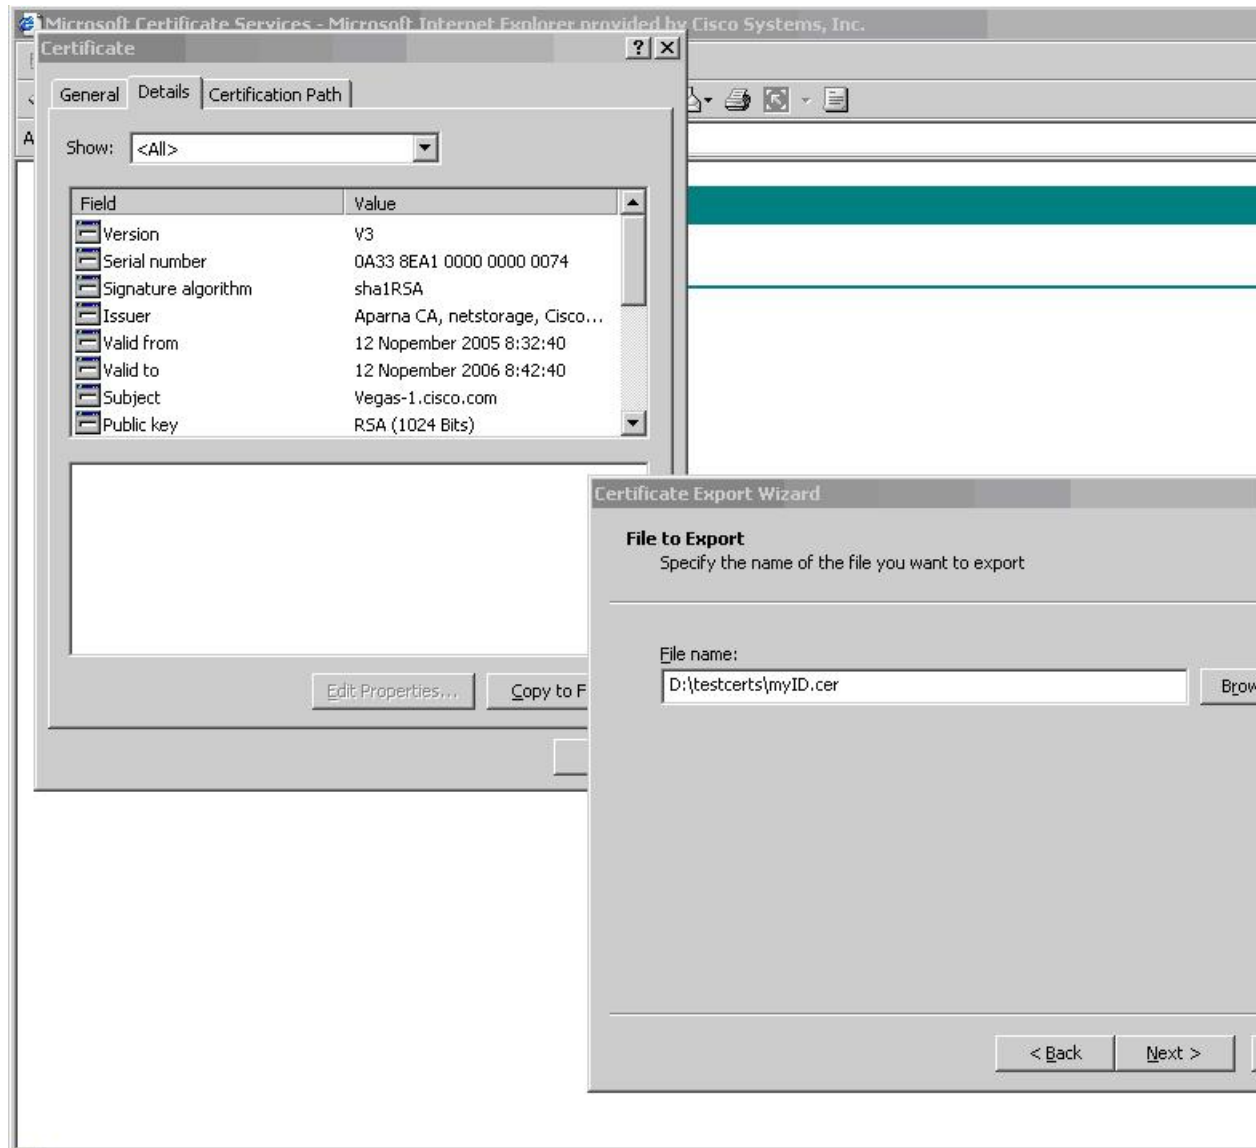 Microsoft Certificate Services - Microsoft Internet Explorer provided by Cisco Systems, Inc.
Certificate
General Details Certification Path
A
Show: <All>
Field Value
Version V3
Serial number 0A33 8EA1 0000 0000 0074
Signature algorithm sha1RSA
Issuer Aparna CA, netstorage, Cisco...
Valid from 12 Nopember 2005 8:32:40
Valid to 12 Nopember 2006 8:42:40
Subject Vegas-1.cisco.com
Public key RSA (1024 Bits)
Edit Properties... Copy to F
Certificate Export Wizard
File to Export
Specify the name of the file you want to export
File name:
D:\testcerts\myID.cer
Brow
< Back Next >